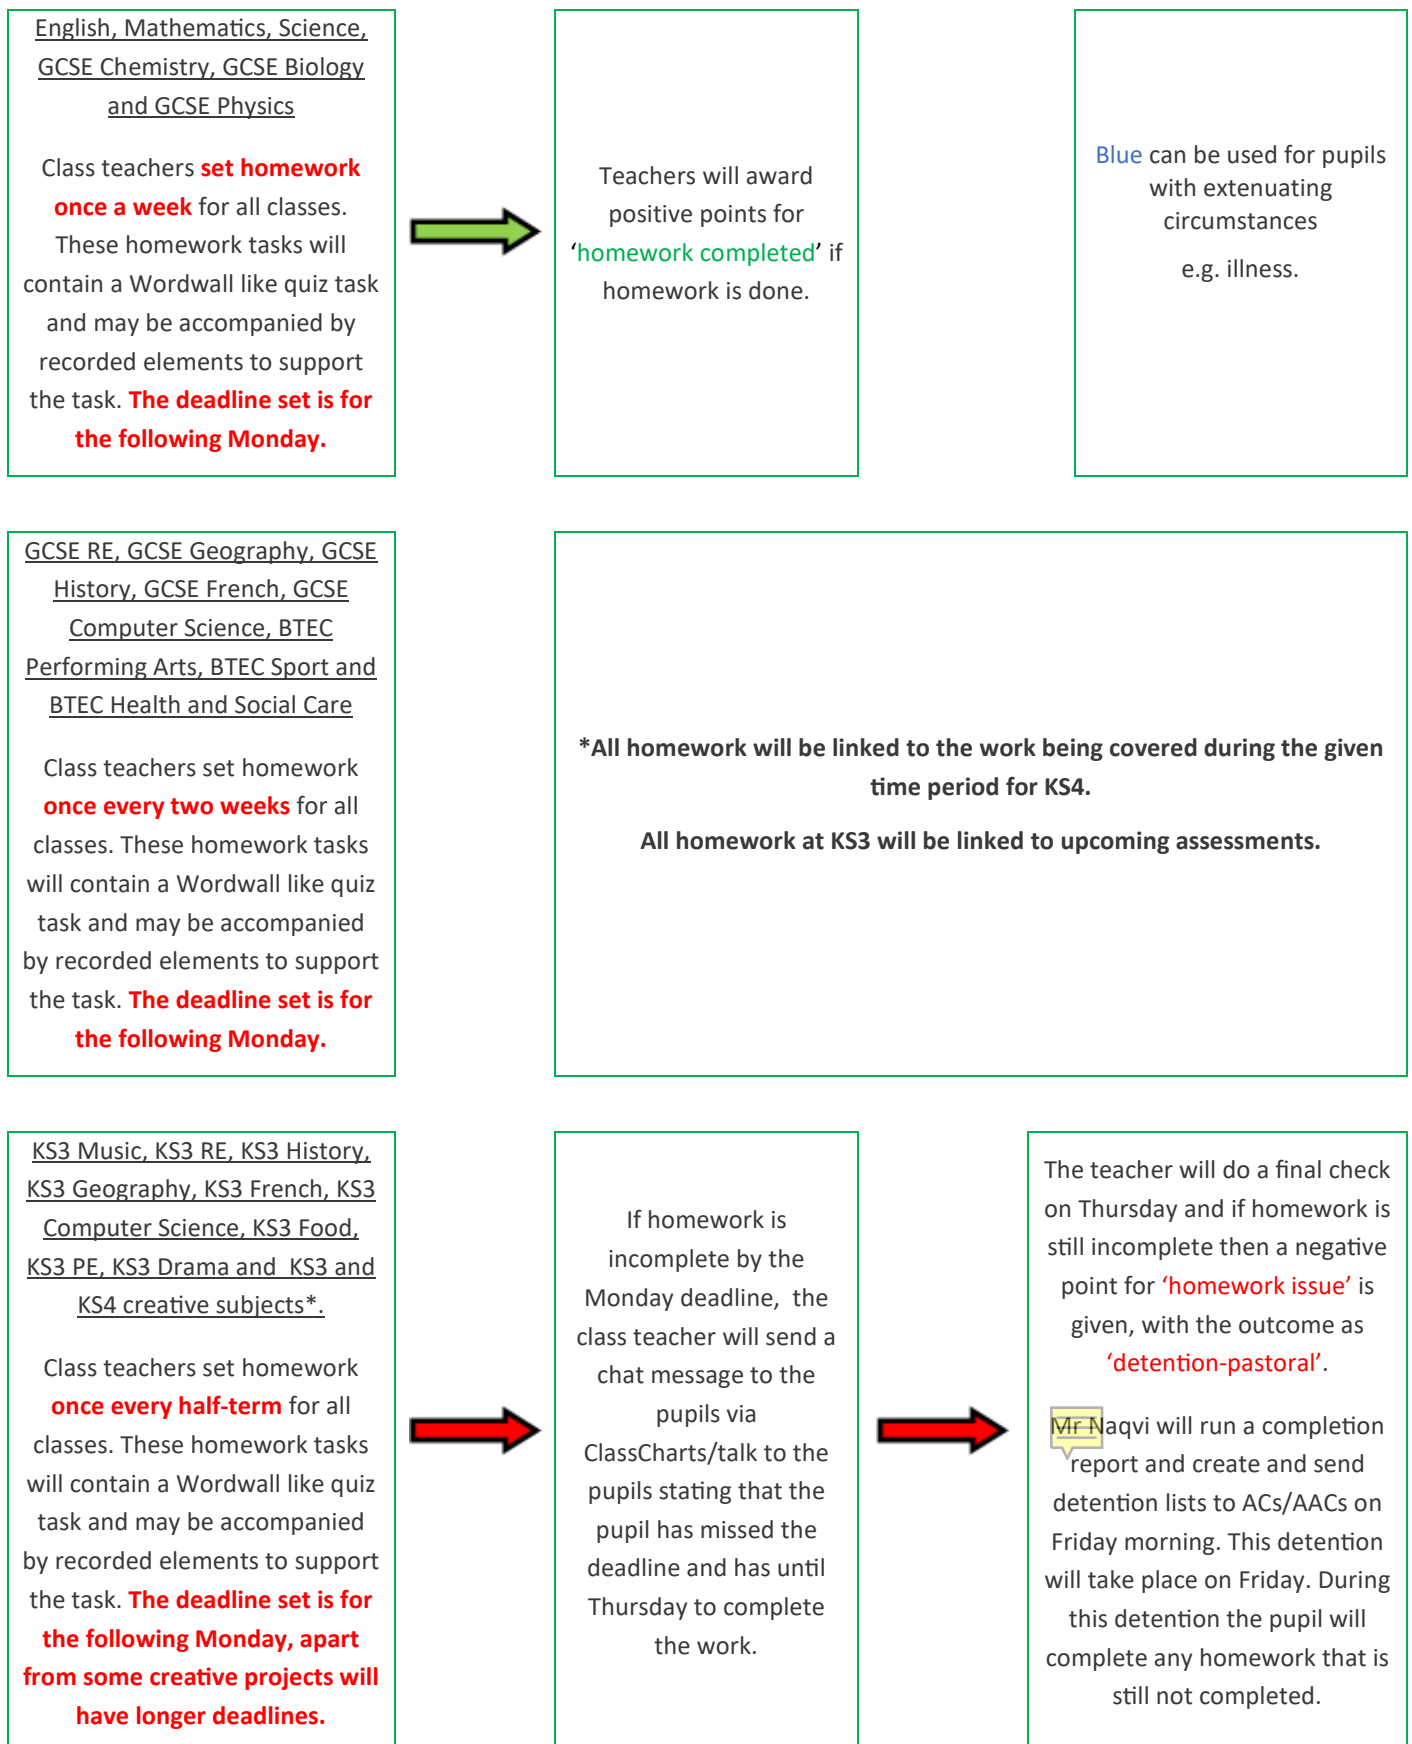 English, Mathematics, Science,
GCSE Chemistry, GCSE Biology
and GCSE Physics
Class teachers set homework
once a week for all classes.
These homework tasks will
contain a Wordwall like quiz task
and may be accompanied by
recorded elements to support
the task. The deadline set is for
the following Monday.
Teachers will award
positive points for
‘homework completed’ if
homework is done.
Blue can be used for pupils
with extenuating
circumstances
e.g. illness.
GCSE RE, GCSE Geography, GCSE
History, GCSE French, GCSE
Computer Science, BTEC
Performing Arts, BTEC Sport and
BTEC Health and Social Care
Class teachers set homework
once every two weeks for all
classes. These homework tasks
will contain a Wordwall like quiz
task and may be accompanied
by recorded elements to support
the task. The deadline set is for
the following Monday.
*All homework will be linked to the work being covered during the given
time period for KS4.
All homework at KS3 will be linked to upcoming assessments.
KS3 Music, KS3 RE, KS3 History,
KS3 Geography, KS3 French, KS3
Computer Science, KS3 Food,
KS3 PE, KS3 Drama and  KS3 and
KS4 creative subjects*.
Class teachers set homework
once every half-term for all
classes. These homework tasks
will contain a Wordwall like quiz
task and may be accompanied
by recorded elements to support
the task. The deadline set is for
the following Monday, apart
from some creative projects will
have longer deadlines.
If homework is
incomplete by the
Monday deadline,  the
class teacher will send a
chat message to the
pupils via
ClassCharts/talk to the
pupils stating that the
pupil has missed the
deadline and has until
Thursday to complete
the work.
The teacher will do a final check
on Thursday and if homework is
still incomplete then a negative
point for ‘homework issue’ is
given, with the outcome as
‘detention-pastoral’.
Mr Naqvi will run a completion
report and create and send
detention lists to ACs/AACs on
Friday morning. This detention
will take place on Friday. During
this detention the pupil will
complete any homework that is
still not completed.